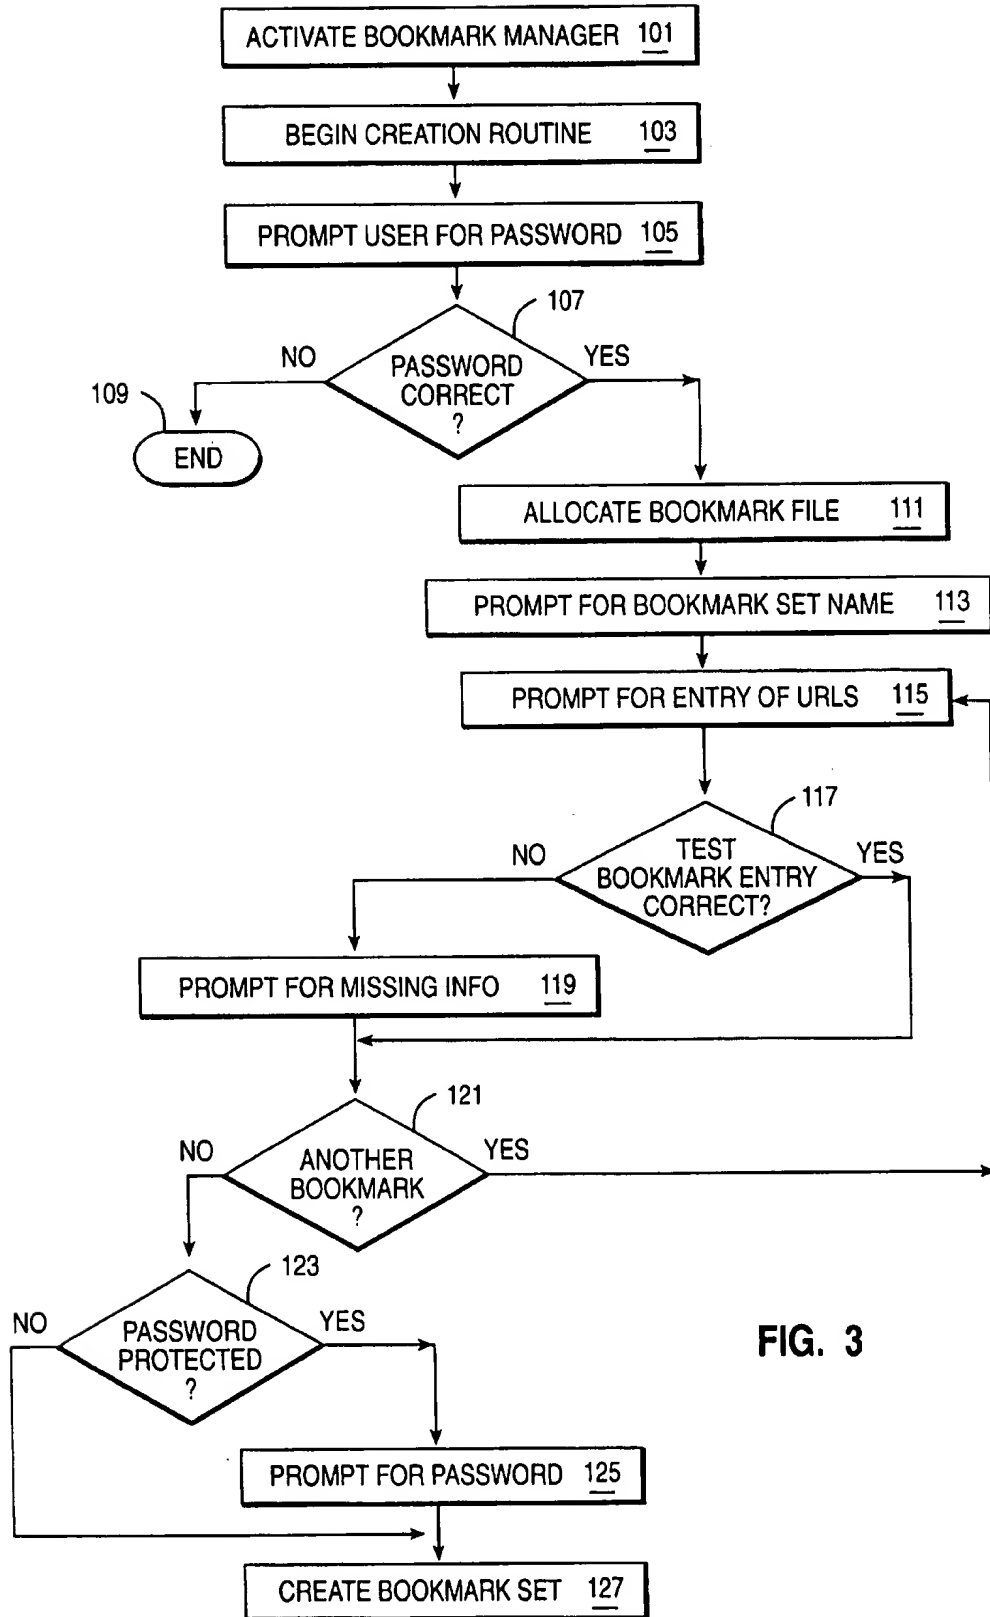 ACTIVATE BOOKMARK MANAGER 101
BEGIN CREATION ROUTINE 103
PROMPT USER FOR PASSWORD 105
107
NO
YES
PASSWORD
CORRECT
?
109
END
ALLOCATE BOOKMARK FILE 111
PROMPT FOR BOOKMARK SET NAME 113
PROMPT FOR ENTRY OF URLS 115
117
NO
YES
TEST
BOOKMARK ENTRY
CORRECT?
PROMPT FOR MISSING INFO 119
121
NO
YES
ANOTHER
BOOKMARK
?
123
NO
YES
PASSWORD
PROTECTED
?
FIG. 3
PROMPT FOR PASSWORD 125
CREATE BOOKMARK SET 127